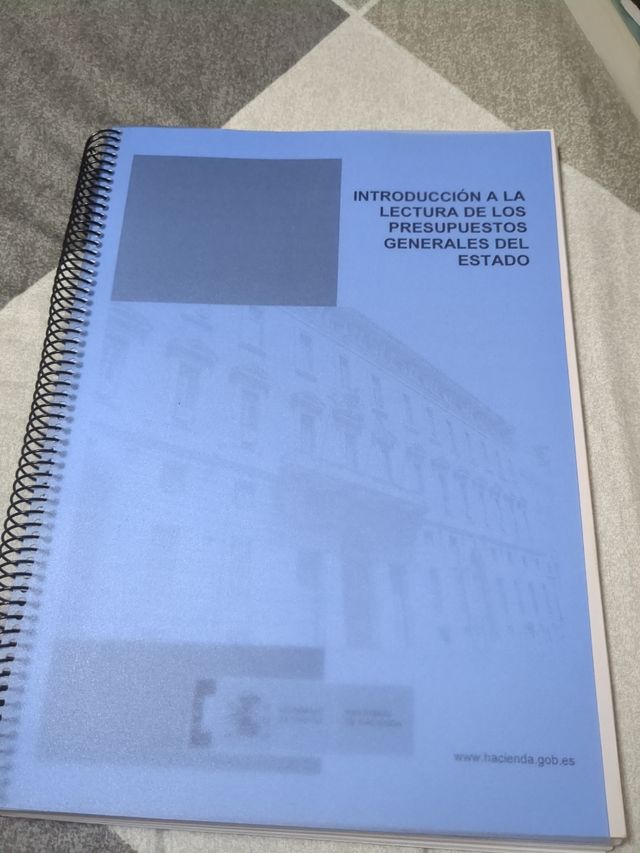 INTRODUCCIÓN A LA
LECTURA DE LOS
PRESUPUESTOS
GENERALES DEL
ESTADO
www.hacienda.gob.es